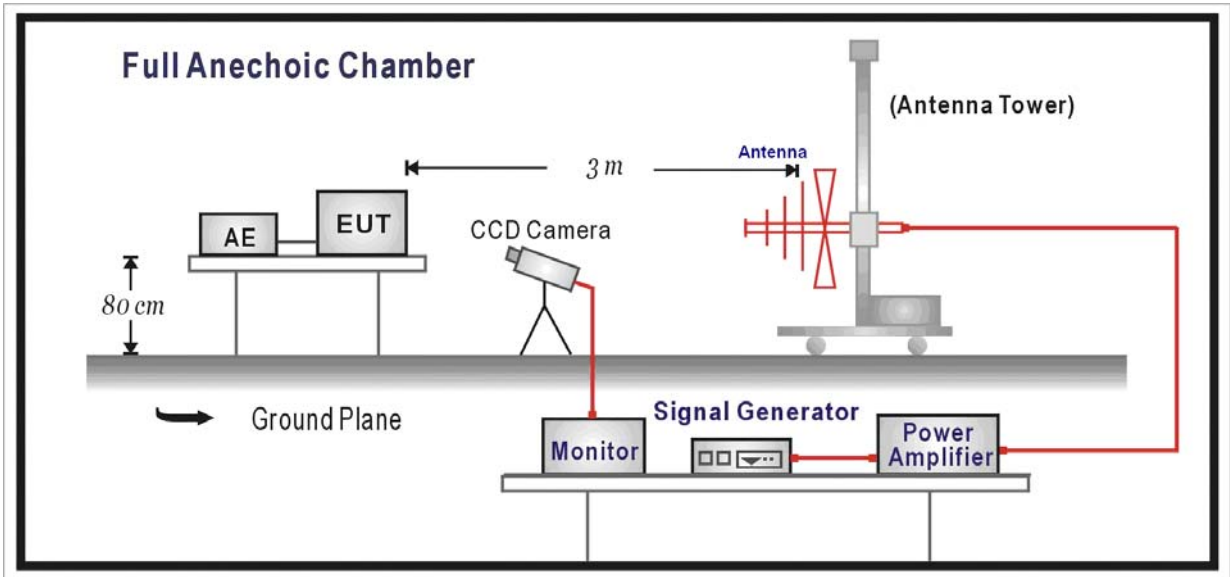 Full Anechoic Chamber
(Antenna Tower)
Antenna
3 m
AE
EUT
CCD Camera
80 cm
Ground Plane
Signal Generator
Monitor
Power
Amplifier